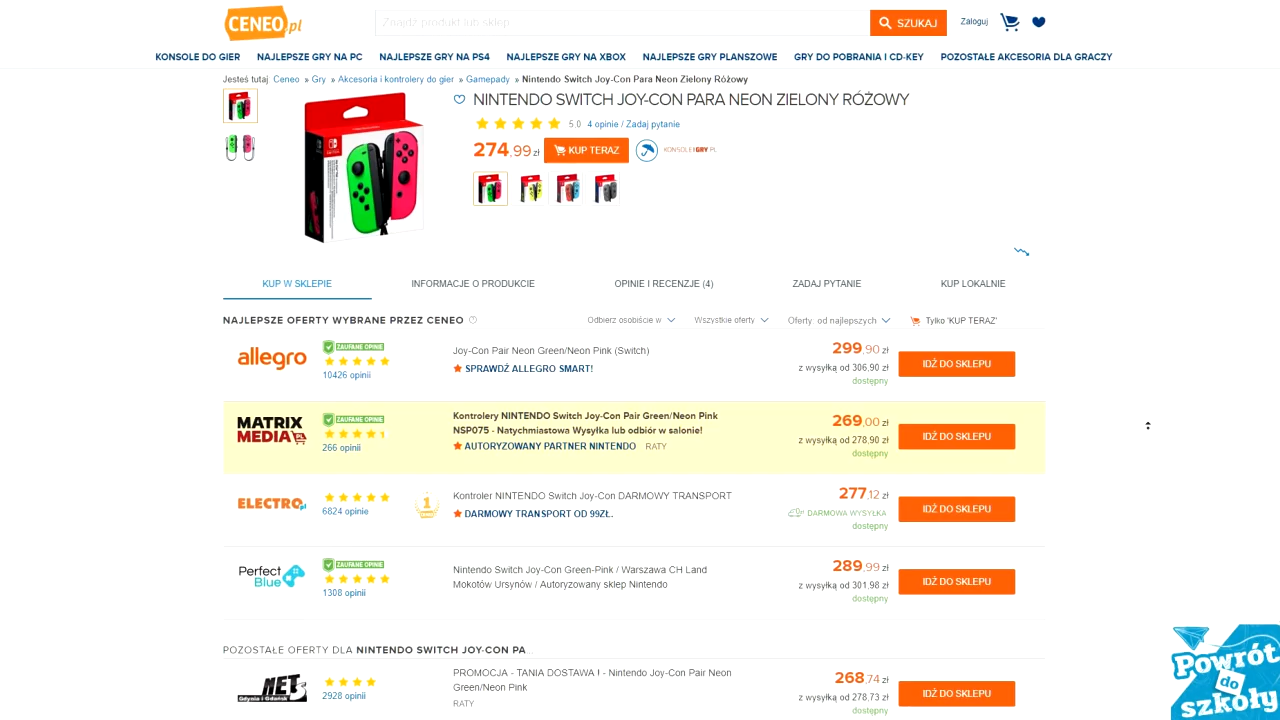 CENEO.pl
Znajdź produkt lub sklep
SZUKAJ
Zaloguj
KONSOLE DO GIER NAJLEPSZE GRY NA PC NAJLEPSZE GRY NA PS4 NAJLEPSZE GRY NA XBOX NAJLEPSZE GRY PLANSZOWE GRY DO POBRANIA I CD-KEY POZOSTAŁE AKCESORIA DLA GRACZY
Jesteś tutaj Ceneo » Gry » Akcesoria i kontrolery do gier » Gamepady » Nintendo Switch Joy-Con Para Neon Zielony Różowy
NINTENDO SWITCH JOY-CON PARA NEON ZIELONY RÓŻOWY
5,0 4 opinie / Zadaj pytanie
274,99 zł KUP TERAZ KONSOLEIGRY.PL
KUP W SKLEPIE INFORMACJE O PRODUKCIE OPINIE I RECENZJE (4) ZADAJ PYTANIE KUP LOKALNIE
NAJLEPSZE OFERTY WYBRANE PRZEZ CENEO ?
Odbierz osobiście w Wszystkie oferty Oferty od najlepszych Tylko 'KUP TERAZ'
allegro
ZAUFANE OPINIE
10426 opinii
Joy-Con Pair Neon Green/Neon Pink (Switch)
SPRAWDŹ ALLEGRO SMART!
299,90 zł
z wysyłką od 306,90 zł
dostępny
IDŹ DO SKLEPU
MATRIX
MEDIA.PL
ZAUFANE OPINIE
266 opinii
Kontrolery NINTENDO Switch Joy-Con Pair Green/Neon Pink
NSP075 - Natychmiastowa Wysyłka lub odbiór w salonie!
AUTORYZOWANY PARTNER NINTENDO RATY
269,00 zł
z wysyłką od 278,90 zł
dostępny
IDŹ DO SKLEPU
ELECTRO.pl
6824 opinie
1
Kontroler NINTENDO Switch Joy-Con DARMOWY TRANSPORT
DARMOWY TRANSPORT OD 99ZŁ.
277,12 zł
DARMOWA WYSYŁKA
dostępny
IDŹ DO SKLEPU
Perfect
Blue
ZAUFANE OPINIE
1308 opinii
Nintendo Switch Joy-Con Green-Pink / Warszawa CH Land
Mokotów Ursynów / Autoryzowany sklep Nintendo
289,99 zł
z wysyłką od 301,98 zł
dostępny
IDŹ DO SKLEPU
POZOSTAŁE OFERTY DLA NINTENDO SWITCH JOY-CON PA...
NETS
Gdynia i Gdańsk
2928 opinii
PROMOCJA - TANIA DOSTAWA ! - Nintendo Joy-Con Pair Neon
Green/Neon Pink
RATY
268,74 zł
z wysyłką od 278,73 zł
dostępny
IDŹ DO SKLEPU
Powrót
do
szkoły